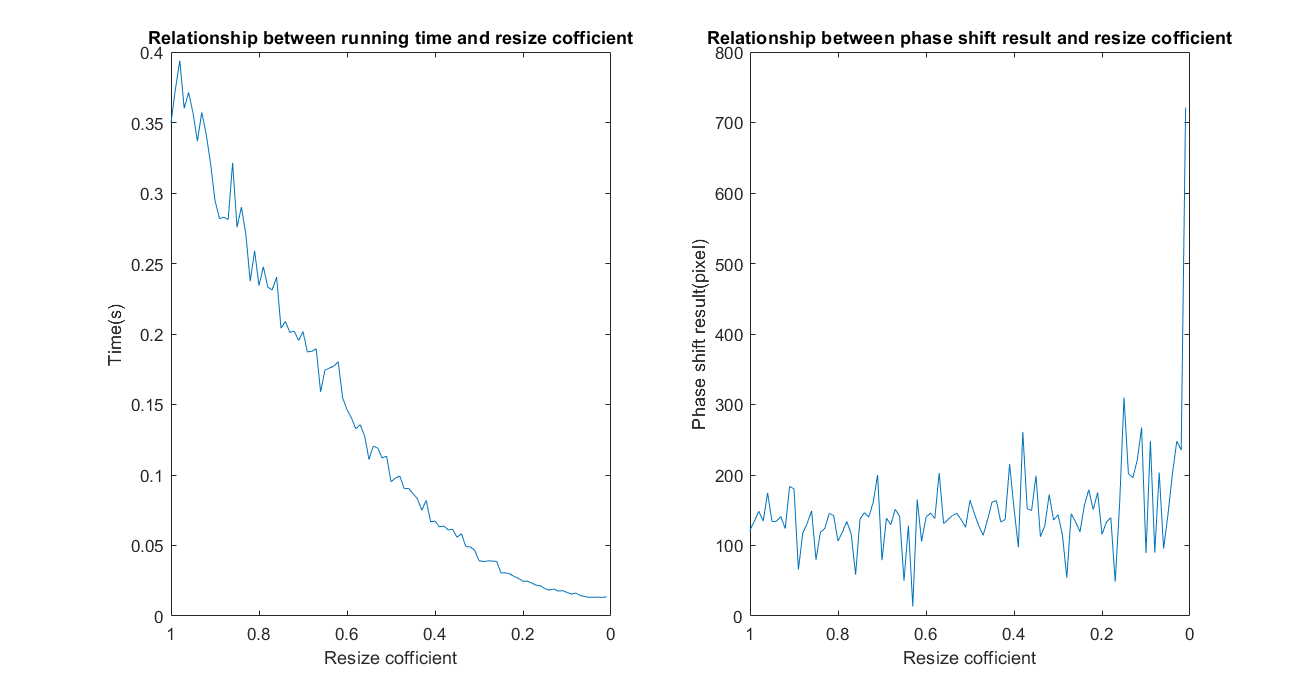 Relationship between running time and resize cofficient
0.4
0.35
0.3
0.25
0.2
0.15
0.1
0.05
0
Time(s)
1 0.8 0.6 0.4 0.2 0
Resize cofficient
Relationship between phase shift result and resize cofficient
800
700
600
500
400
300
200
100
0
Phase shift result(pixel)
1 0.8 0.6 0.4 0.2 0
Resize cofficient